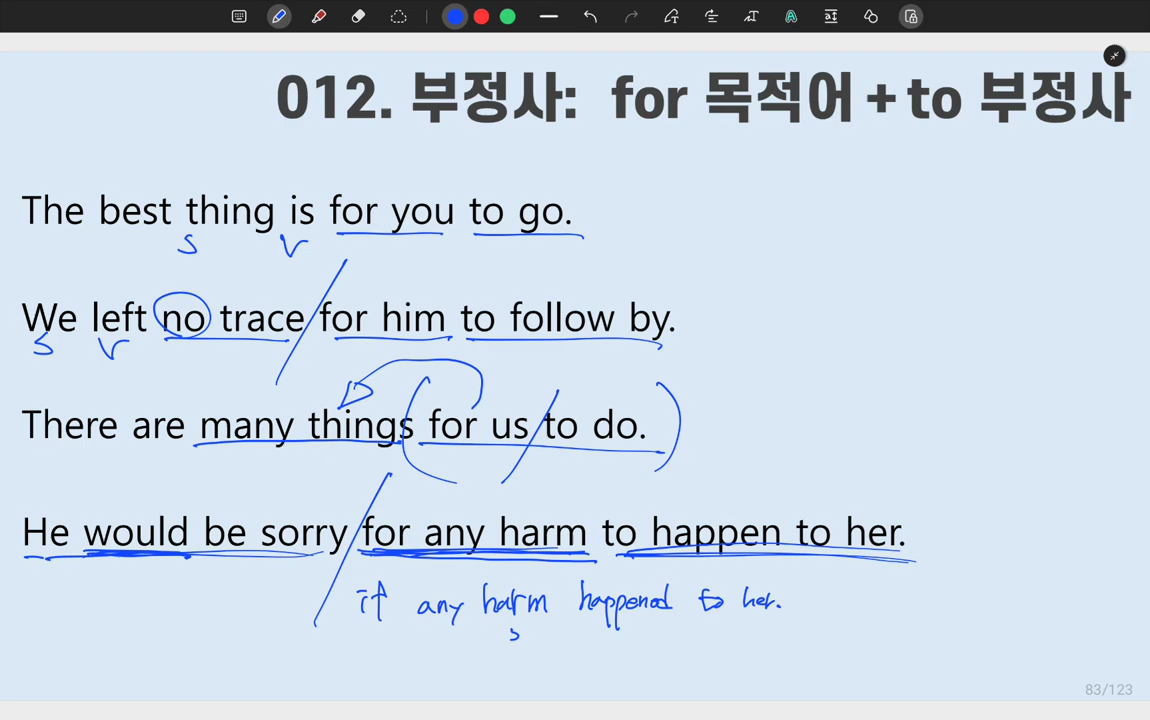 012. 부정사: for 목적어 + to 부정사
The best thing is for you to go.
s v
We left no trace for him to follow by.
s v
There are many things for us to do.
He would be sorry for any harm to happen to her.
if any harm happened to her.
s
83/123